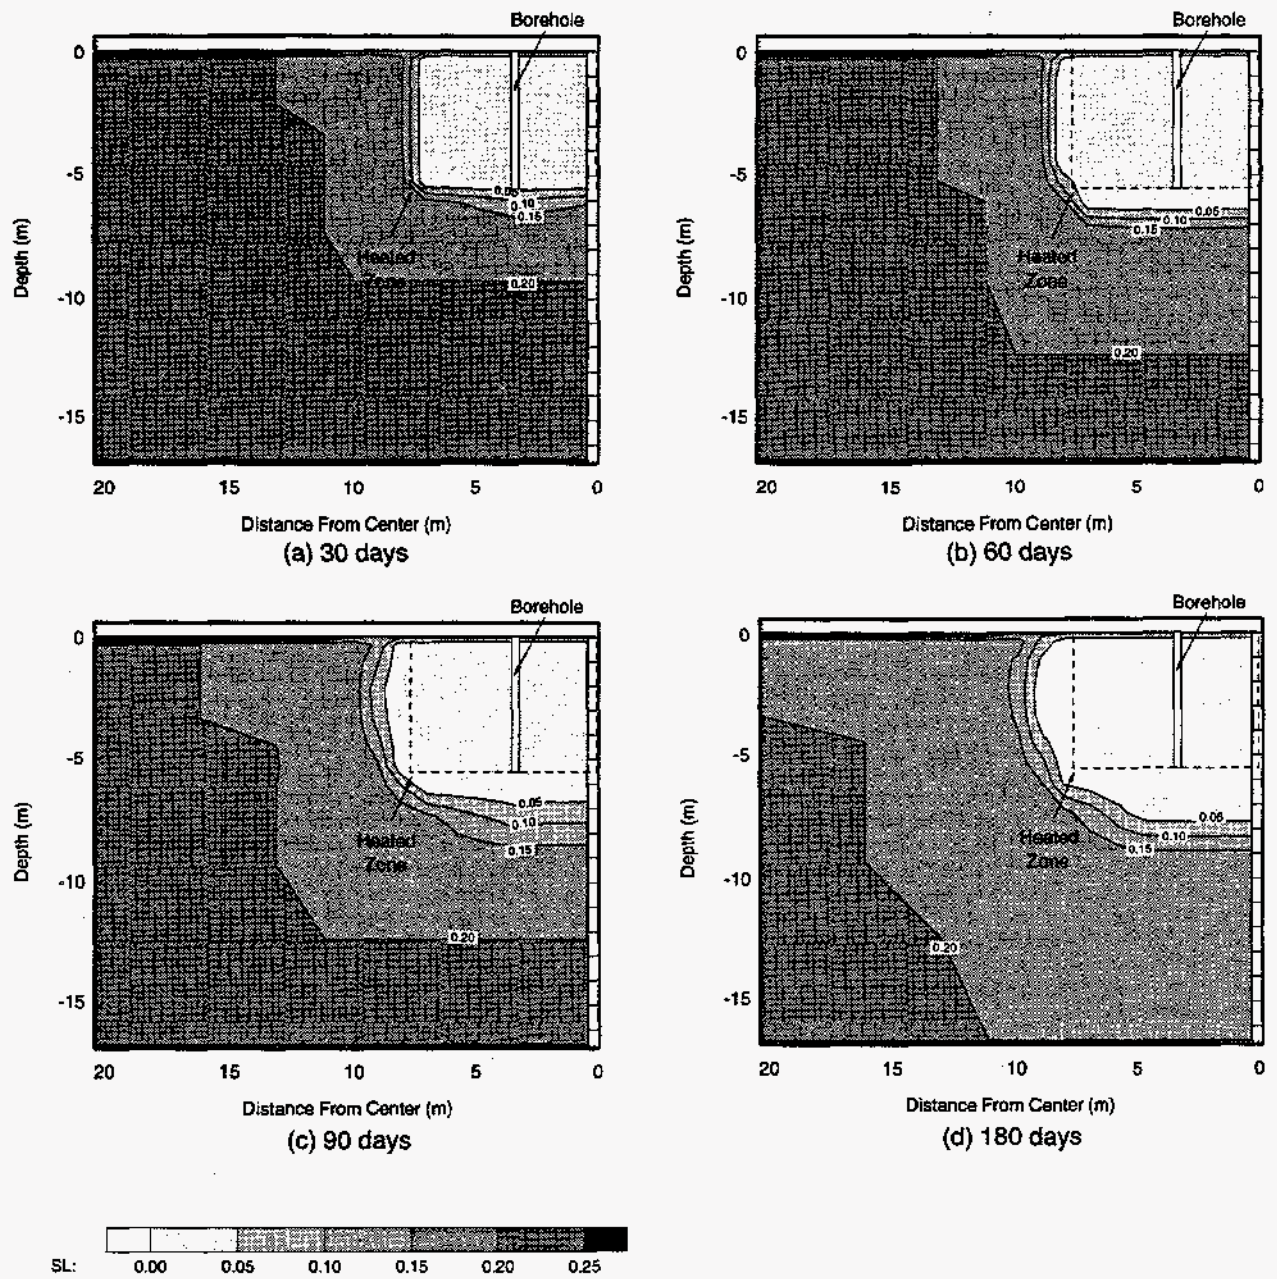 Borehole
0
-5
-10
-15
Depth (m)
0.05
0.10
0.15
0.20
Heated
Zone
20 15 10 5 0
Distance From Center (m)
(a) 30 days
Borehole
0
-5
-10
-15
Depth (m)
0.05
0.10
0.15
0.20
Heated
Zone
20 15 10 5 0
Distance From Center (m)
(b) 60 days
Borehole
0
-5
-10
-15
Depth (m)
0.05
0.10
0.15
0.20
Heated
Zone
20 15 10 5 0
Distance From Center (m)
(c) 90 days
Borehole
0
-5
-10
-15
Depth (m)
0.05
0.10
0.15
0.20
Heated
Zone
20 15 10 5 0
Distance From Center (m)
(d) 180 days
SL: 0.00 0.05 0.10 0.15 0.20 0.25